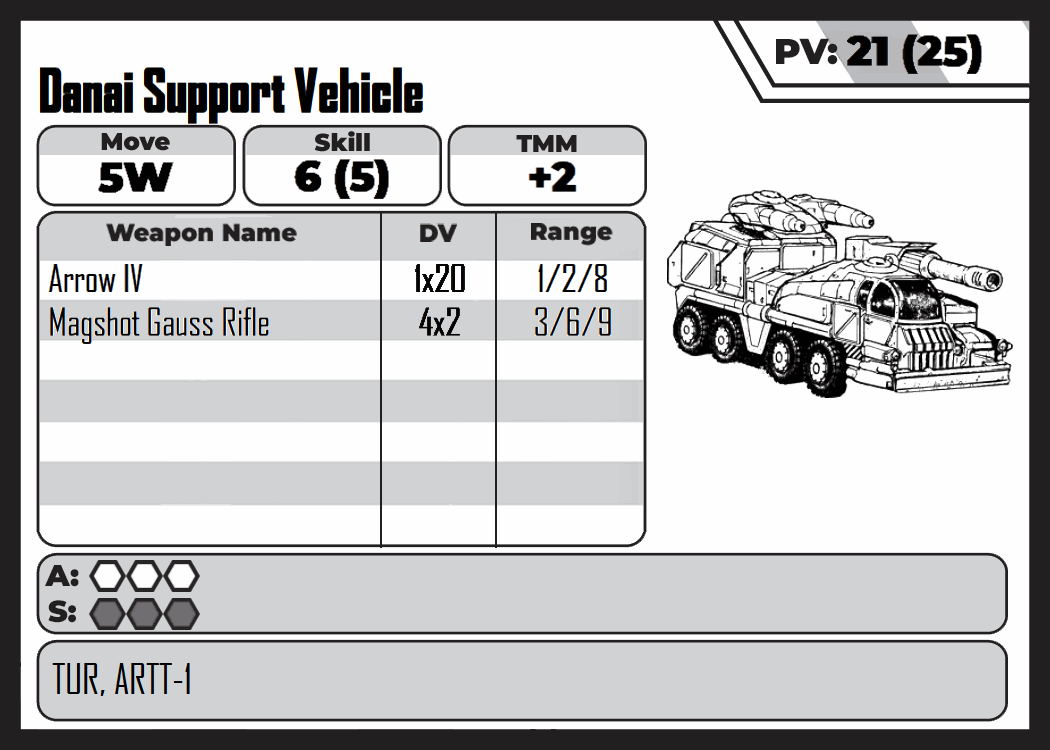 PV: 21 (25)
Danai Support Vehicle
Move Skill TMM
5W 6 (5) +2
Weapon Name DV Range
Arrow IV 1x20 1/2/8
Magshot Gauss Rifle 4x2 3/6/9
A:
S:
TUR, ARTT-1